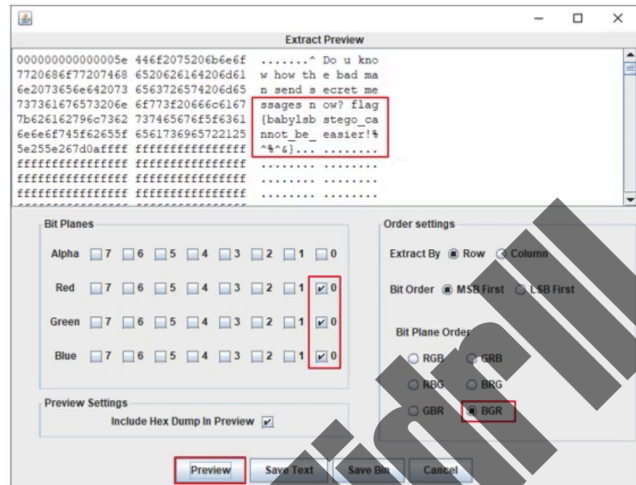 Extract Preview
000000000000005e 446f2075206b6e6f .......^ Do u kno
7720686f77207468 6520626164206d61 w how th e bad ma
6e2073656e642073 6563726574206d65 n send s ecret me
737361676573206e 6f773f20666c6167 ssages n ow? flag
7b626162796c7362 737465676f5f6361 {babylsb stego_ca
6e6e6f745f62655f 6561736965722125 nnot_be_ easier!%
5e255e267d0affff ffffffffffffffff ^%^&}... ........
ffffffffffffffff ffffffffffffffff ........ ........
ffffffffffffffff ffffffffffffffff ........ ........
ffffffffffffffff ffffffffffffffff ........ ........
Bit Planes
Alpha 7 6 5 4 3 2 1 0
Red 7 6 5 4 3 2 1 0
Green 7 6 5 4 3 2 1 0
Blue 7 6 5 4 3 2 1 0
Preview Settings
Include Hex Dump In Preview
Order settings
Extract By Row Column
Bit Order MSB First LSB First
Bit Plane Order
RGB GRB
RBG BRG
GBR BGR
Preview Save Text Save Bin Cancel